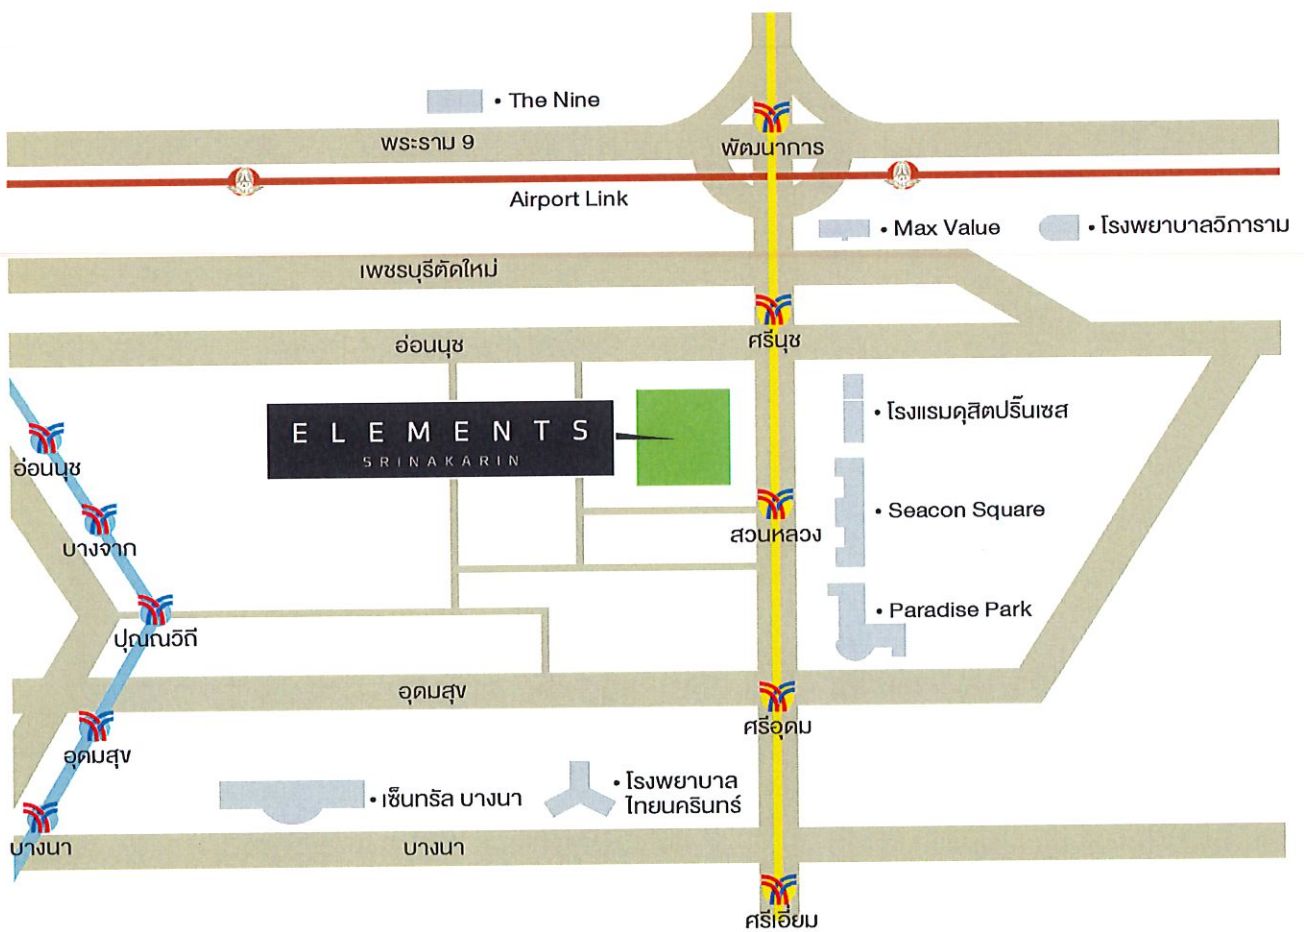 • The Nine
พระราม 9
พัฒนาการ
Airport Link
• Max Value
• โรงพยาบาลวิภาราม
เพชรบุรีตัดใหม่
อ่อนนุช
ศรีนุช
• โรงแรมดุสิตปริ๊นเซส
ELEMENTS
SRINAKARIN
อ่อนนุช
บางจาก
สวนหลวง
• Seacon Square
ปุณณวิถี
• Paradise Park
อุดมสุข
ศรีอุดม
อุดมสุข
• เซ็นทรัล บางนา
• โรงพยาบาล
ไทยนครินทร์
บางนา
บางนา
ศรีเอี่ยม